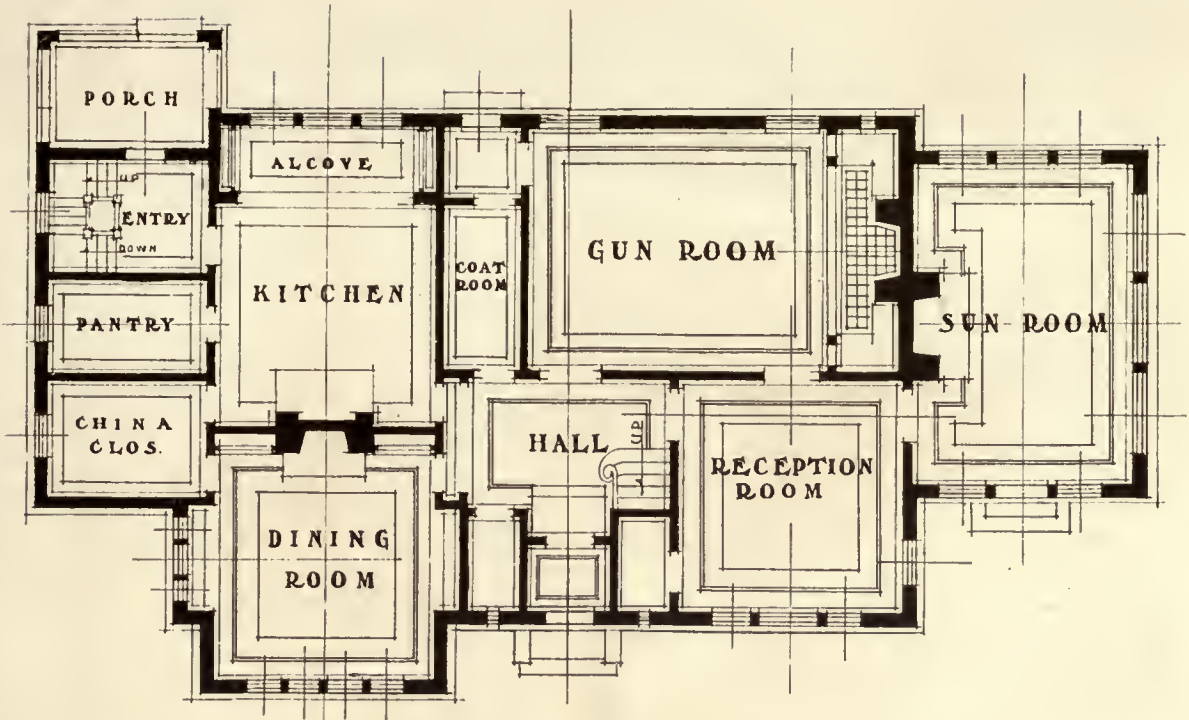 PORCH
ALCOVE
UP
ENTRY
DOWN
PANTRY
CHINA
CLOS.
KITCHEN
COAT
ROOM
GUN ROOM
SUN ROOM
HALL
UP
RECEPTION
ROOM
DINING
ROOM